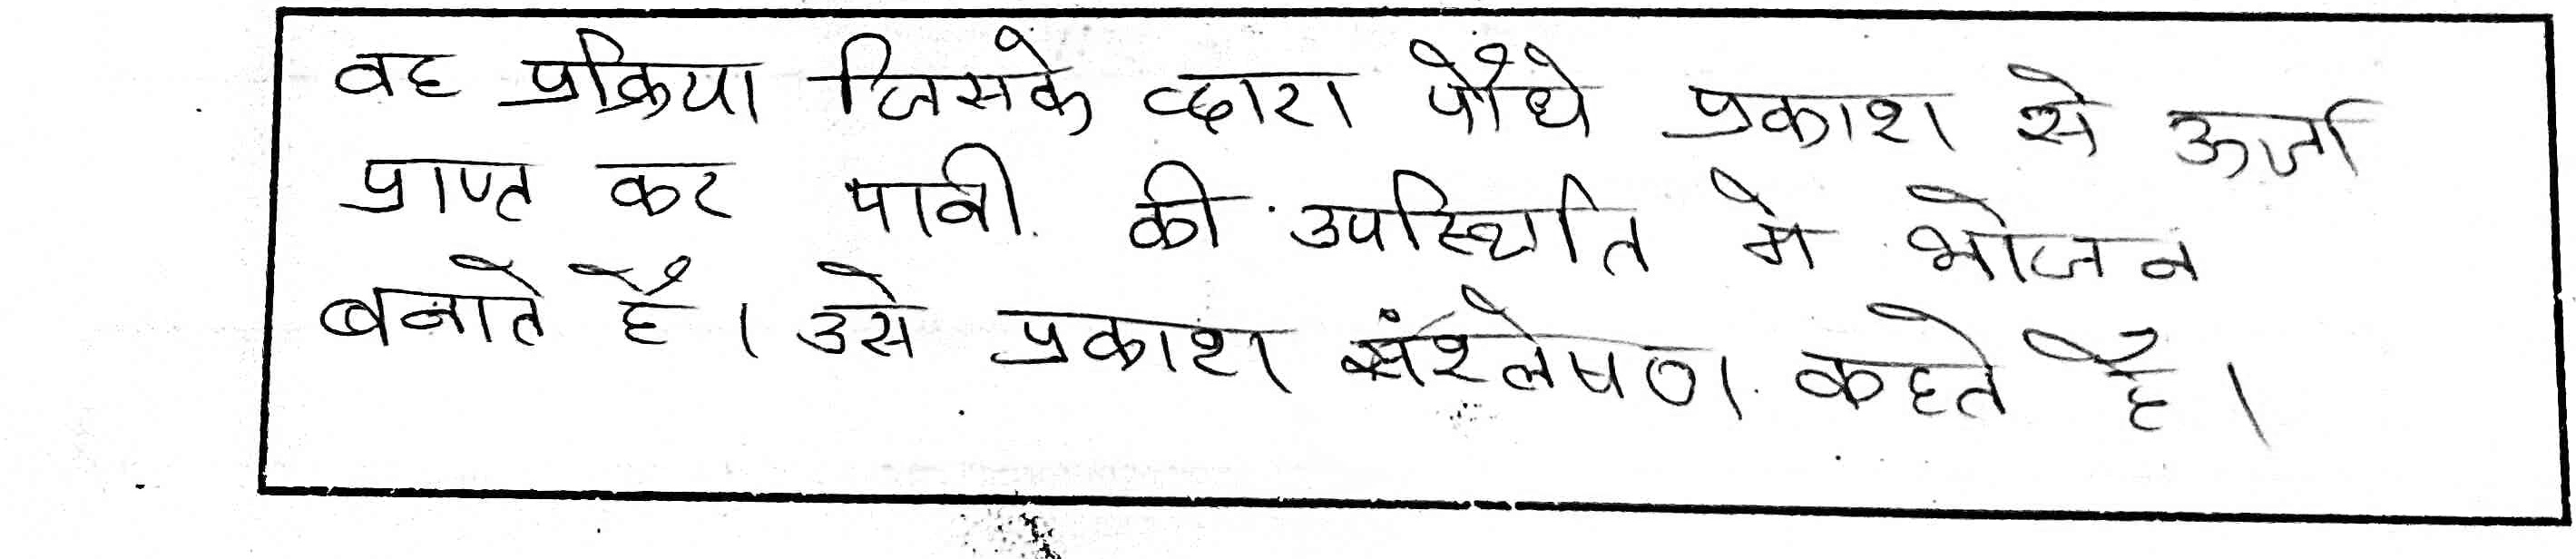 वह प्रक्रिया जिसके द्वारा पौधे प्रकाश से ऊर्जा
प्राप्त कर पानी की उपस्थिति मे भोजन
बनाते है । उसे प्रकाश संश्लेषण कहते है ।